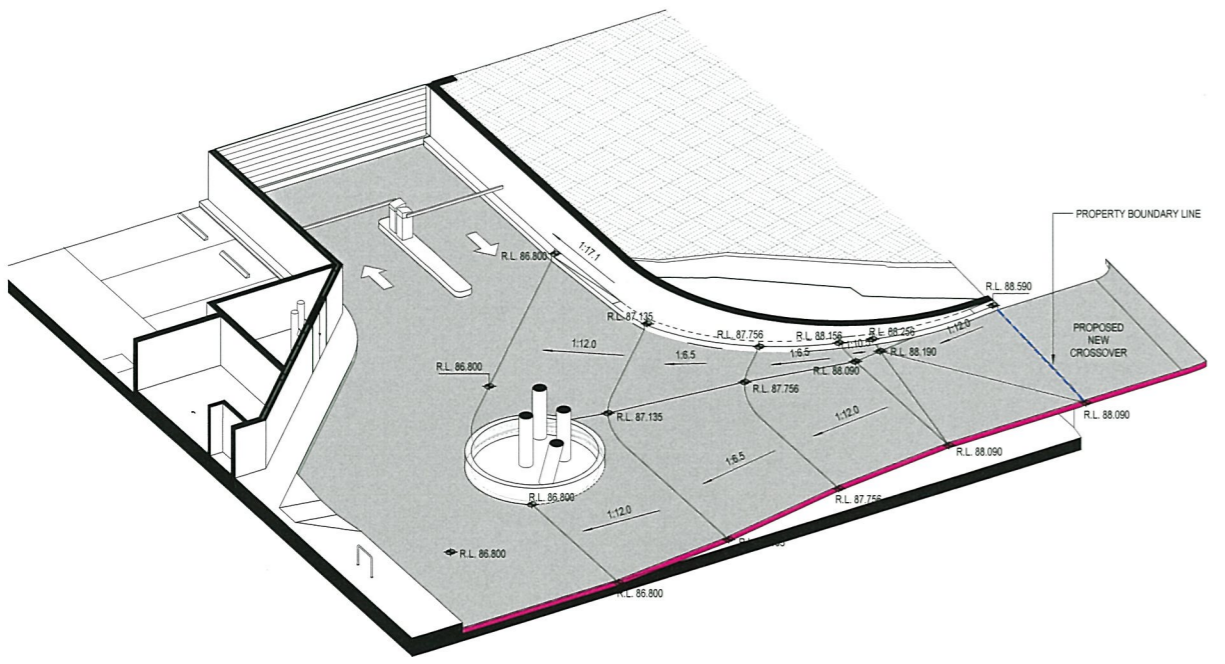 PROPERTY BOUNDARY LINE
R.L. 86.800
1:17.1
R.L. 88.590
R.L. 87.135
R.L. 87.756
R.L. 88.156
R.L. 88.256
1:12.0
PROPOSED
NEW
CROSSOVER
1:12.0
1:6.5
1:6.5
R.L. 88.190
R.L. 88.090
R.L. 86.800
R.L. 87.756
R.L. 87.135
R.L. 88.090
1:12.0
R.L. 88.090
1:6.5
R.L. 87.756
R.L. 86.800
1:12.0
R.L. 86.800
R.L. 86.800